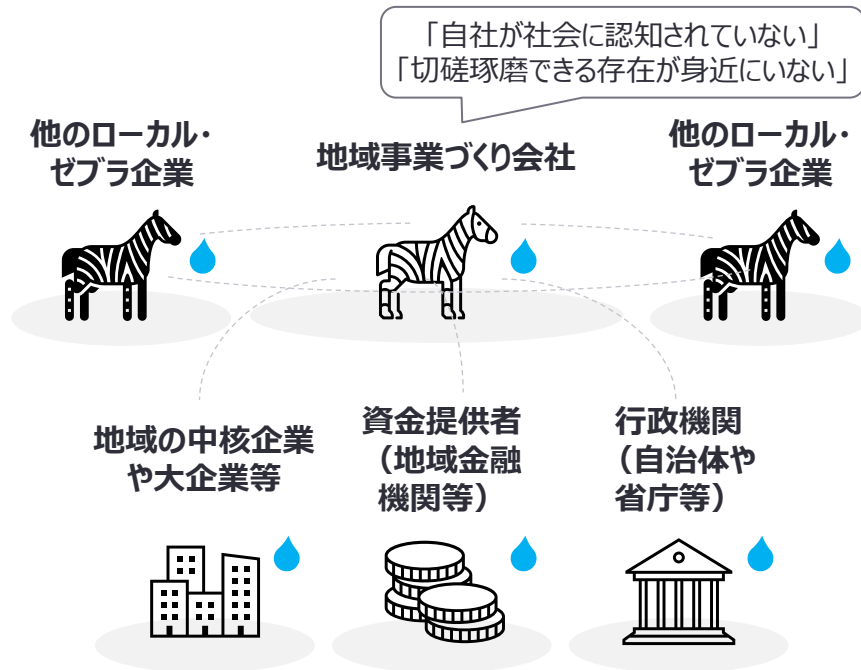 「自社が社会に認知されていない」
「切磋琢磨できる存在が身近にいない」
他のローカル・
ゼブラ企業
地域事業づくり会社
他のローカル・
ゼブラ企業
地域の中核企業
や大企業等
資金提供者
（地域金融
機関等）
行政機関
（自治体や
省庁等）